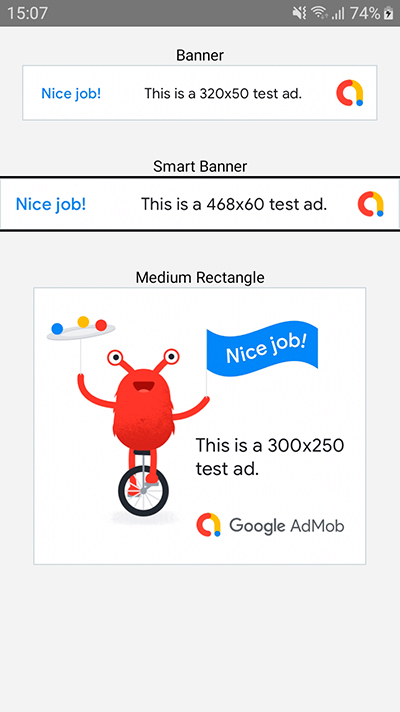 15:07 74%
Banner
Nice job! This is a 320x50 test ad.
Smart Banner
Nice job! This is a 468x60 test ad.
Medium Rectangle
Nice job!
This is a 300x250
test ad.
Google AdMob